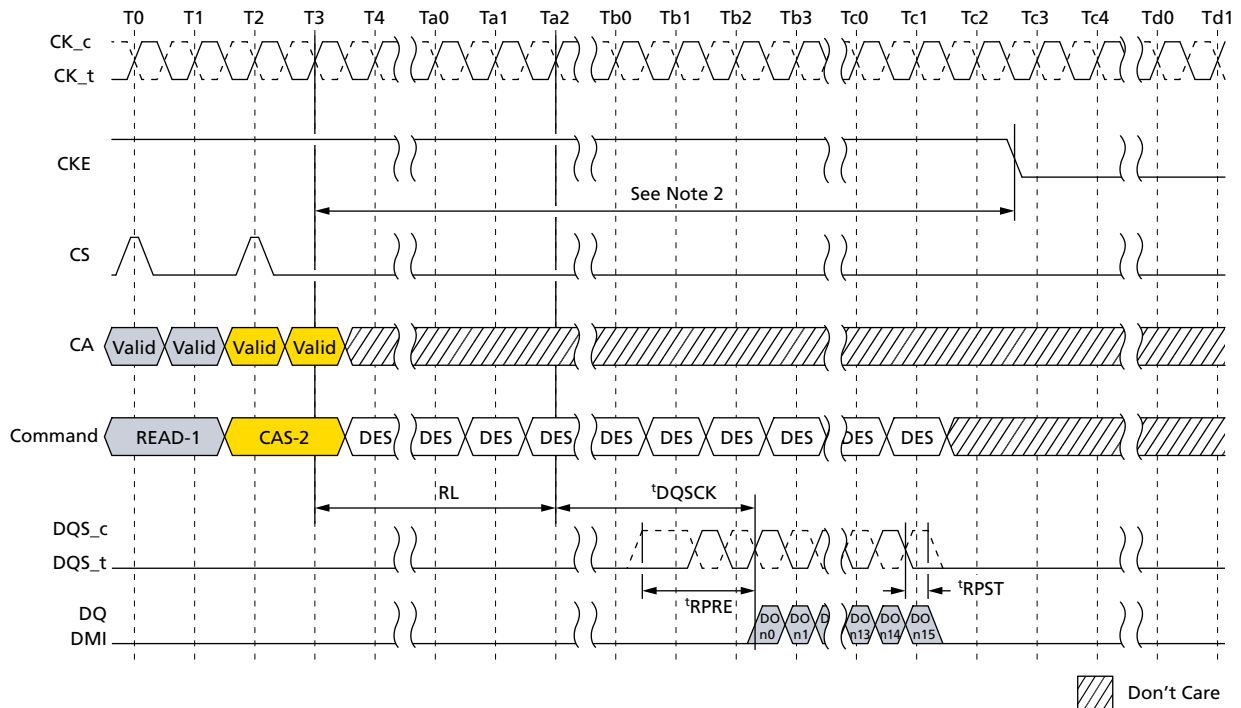 T0 T1 T2 T3 T4 Ta0 Ta1 Ta2 Tb0 Tb1 Tb2 Tb3 Tc0 Tc1 Tc2 Tc3 Tc4 Td0 Td1
CK_c
CK_t
CKE
See Note 2
CS
CA Valid Valid Valid Valid
Command READ-1 CAS-2 DES DES DES DES DES DES DES DES DES DES
RL tDQSCK
DQS_c
DQS_t
tRPRE tRPST
DQ
DMI
DO n0 DO n1 D DO n13 DO n14 DO n15
Don't Care